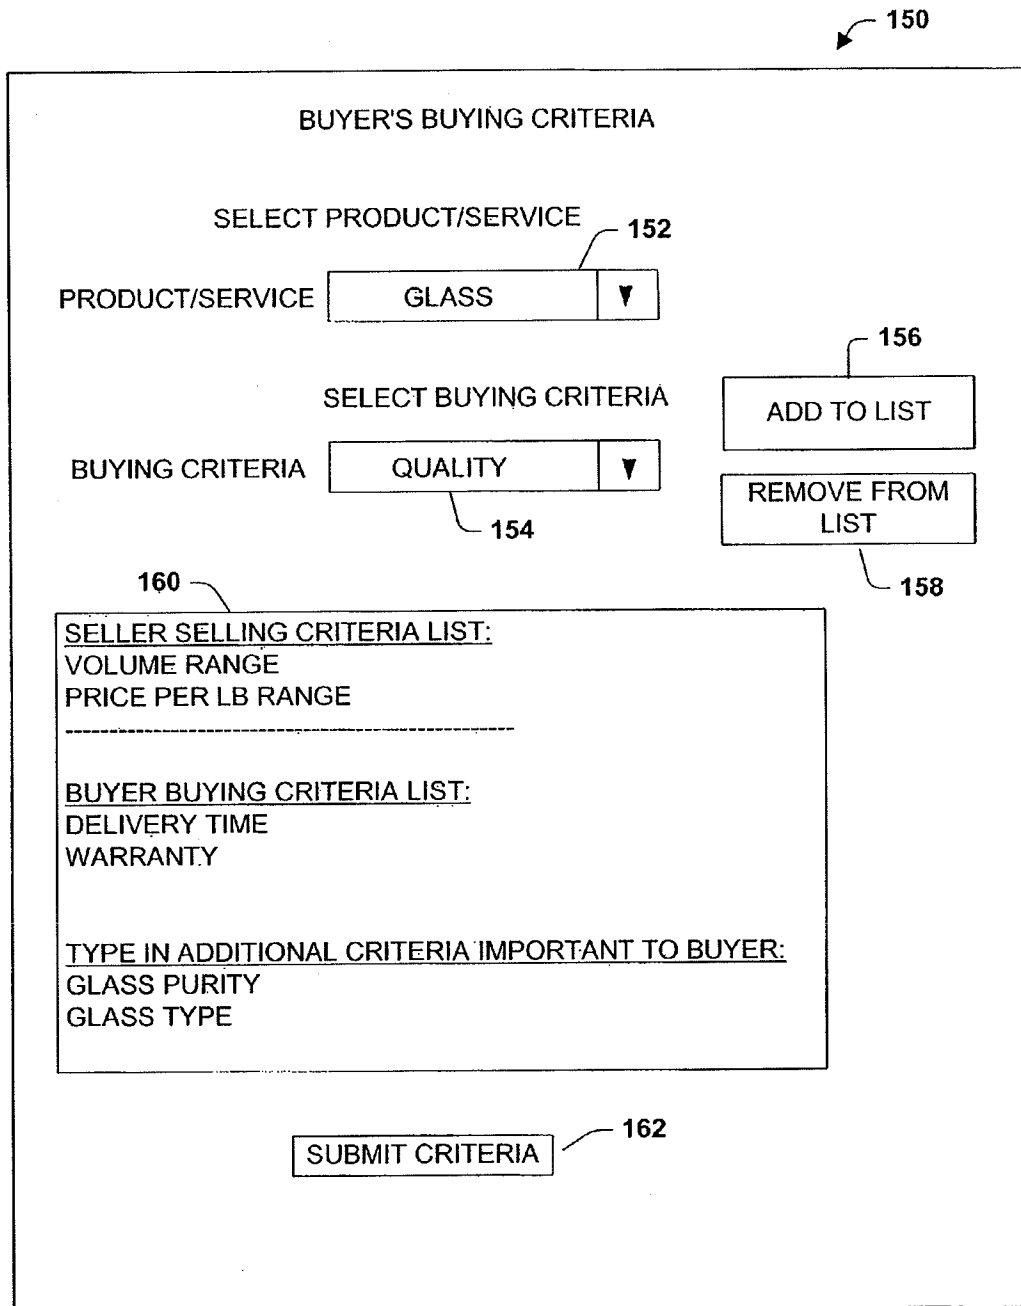 150
BUYER'S BUYING CRITERIA
SELECT PRODUCT/SERVICE
152
PRODUCT/SERVICE
GLASS
156
SELECT BUYING CRITERIA
ADD TO LIST
BUYING CRITERIA
QUALITY
REMOVE FROM
LIST
154
158
160
SELLER SELLING CRITERIA LIST:
VOLUME RANGE
PRICE PER LB RANGE
--------------------------------------------------
BUYER BUYING CRITERIA LIST:
DELIVERY TIME
WARRANTY
TYPE IN ADDITIONAL CRITERIA IMPORTANT TO BUYER:
GLASS PURITY
GLASS TYPE
162
SUBMIT CRITERIA